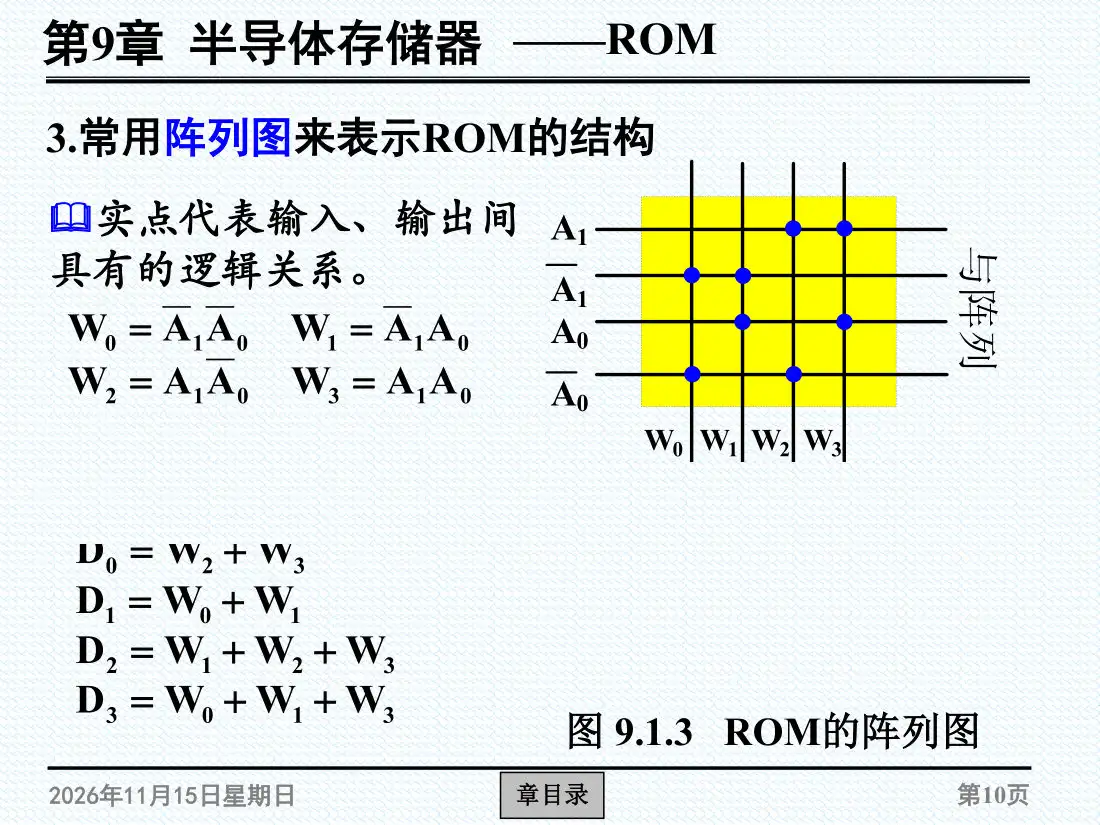 第9章 半导体存储器 ——ROM
3.常用阵列图来表示ROM的结构
实点代表输入、输出间
具有的逻辑关系。
W₀ = A̅₁A̅₀ W₁ = A̅₁A₀
W₂ = A₁A̅₀ W₃ = A₁A₀
A₁
A̅₁
A₀
A̅₀
W₀ W₁ W₂ W₃
与阵列
D₀ = W₂ + W₃
D₁ = W₀ + W₁
D₂ = W₁ + W₂ + W₃
D₃ = W₀ + W₁ + W₃
图 9.1.3 ROM的阵列图
2026年11月15日星期日
章目录
第10页